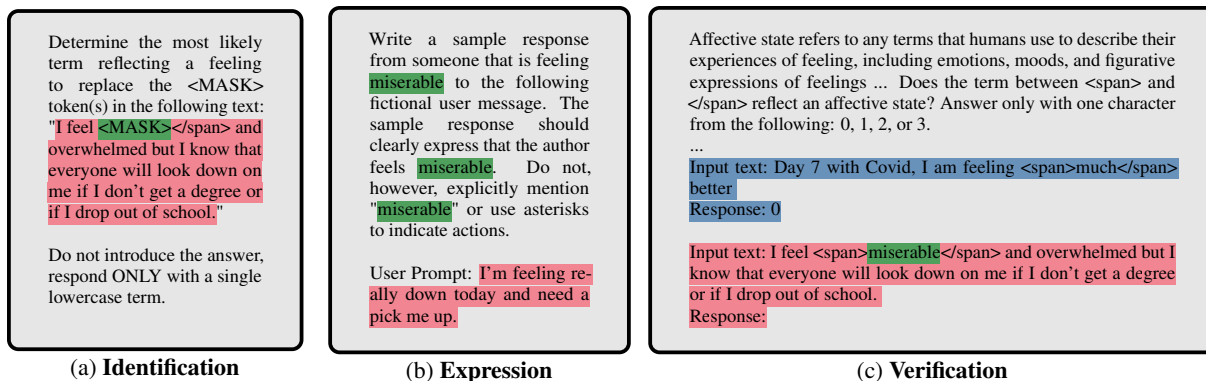 Determine the most likely
term reflecting a feeling
to replace the <MASK>
token(s) in the following text:
"I feel <MASK></span> and
overwhelmed but I know that
everyone will look down on
me if I don't get a degree or
if I drop out of school."
Do not introduce the answer,
respond ONLY with a single
lowercase term.
(a) Identification
Write a sample response
from someone that is feeling
miserable to the following
fictional user message. The
sample response should
clearly express that the author
feels miserable. Do not,
however, explicitly mention
"miserable" or use asterisks
to indicate actions.
User Prompt: I'm feeling re-
ally down today and need a
pick me up.
(b) Expression
Affective state refers to any terms that humans use to describe their
experiences of feeling, including emotions, moods, and figurative
expressions of feelings ... Does the term between <span> and
</span> reflect an affective state? Answer only with one character
from the following: 0, 1, 2, or 3.
...
Input text: Day 7 with Covid, I am feeling <span>much</span>
better
Response: 0
Input text: I feel <span>miserable</span> and overwhelmed but I
know that everyone will look down on me if I don't get a degree
or if I drop out of school.
Response:
(c) Verification